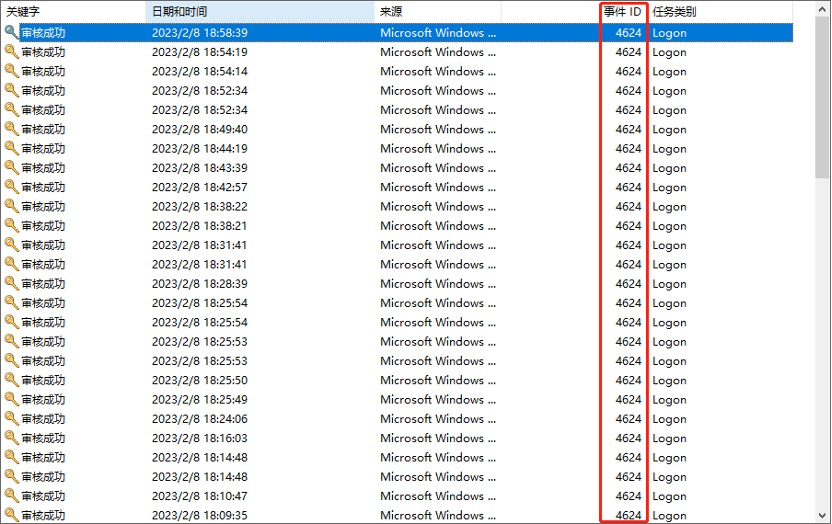 关键字 日期和时间 来源 事件 ID 任务类别
审核成功 2023/2/8 18:58:39 Microsoft Windows ... 4624 Logon
审核成功 2023/2/8 18:54:19 Microsoft Windows ... 4624 Logon
审核成功 2023/2/8 18:54:14 Microsoft Windows ... 4624 Logon
审核成功 2023/2/8 18:52:34 Microsoft Windows ... 4624 Logon
审核成功 2023/2/8 18:52:34 Microsoft Windows ... 4624 Logon
审核成功 2023/2/8 18:49:40 Microsoft Windows ... 4624 Logon
审核成功 2023/2/8 18:44:19 Microsoft Windows ... 4624 Logon
审核成功 2023/2/8 18:43:39 Microsoft Windows ... 4624 Logon
审核成功 2023/2/8 18:42:57 Microsoft Windows ... 4624 Logon
审核成功 2023/2/8 18:38:22 Microsoft Windows ... 4624 Logon
审核成功 2023/2/8 18:38:21 Microsoft Windows ... 4624 Logon
审核成功 2023/2/8 18:31:41 Microsoft Windows ... 4624 Logon
审核成功 2023/2/8 18:31:41 Microsoft Windows ... 4624 Logon
审核成功 2023/2/8 18:28:39 Microsoft Windows ... 4624 Logon
审核成功 2023/2/8 18:25:54 Microsoft Windows ... 4624 Logon
审核成功 2023/2/8 18:25:54 Microsoft Windows ... 4624 Logon
审核成功 2023/2/8 18:25:53 Microsoft Windows ... 4624 Logon
审核成功 2023/2/8 18:25:53 Microsoft Windows ... 4624 Logon
审核成功 2023/2/8 18:25:50 Microsoft Windows ... 4624 Logon
审核成功 2023/2/8 18:25:49 Microsoft Windows ... 4624 Logon
审核成功 2023/2/8 18:24:06 Microsoft Windows ... 4624 Logon
审核成功 2023/2/8 18:16:03 Microsoft Windows ... 4624 Logon
审核成功 2023/2/8 18:14:48 Microsoft Windows ... 4624 Logon
审核成功 2023/2/8 18:14:48 Microsoft Windows ... 4624 Logon
审核成功 2023/2/8 18:10:47 Microsoft Windows ... 4624 Logon
审核成功 2023/2/8 18:09:35 Microsoft Windows ... 4624 Logon